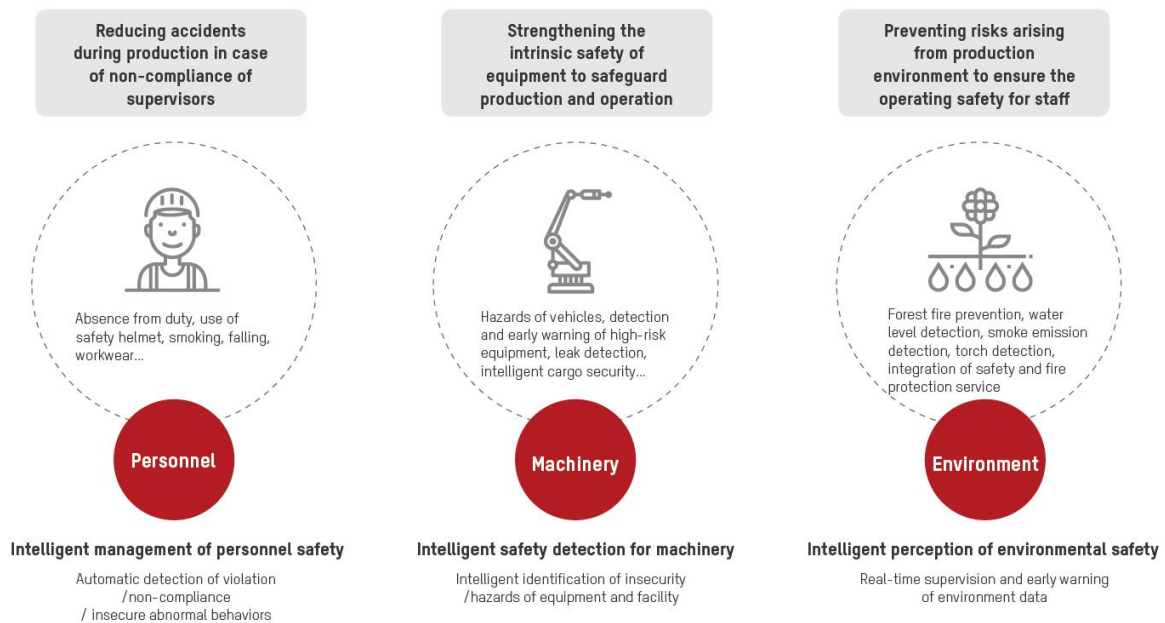 Reducing accidents
during production in case
of non-compliance of
supervisors
Absence from duty, use of
safety helmet, smoking, falling,
workwear...
Personnel
Intelligent management of personnel safety
Automatic detection of violation
/non-compliance
/ insecure abnormal behaviors
Strengthening the
intrinsic safety of
equipment to safeguard
production and operation
Hazards of vehicles, detection
and early warning of high-risk
equipment, leak detection,
intelligent cargo security...
Machinery
Intelligent safety detection for machinery
Intelligent identification of insecurity
/hazards of equipment and facility
Preventing risks arising
from production
environment to ensure the
operating safety for staff
Forest fire prevention, water
level detection, smoke emission
detection, torch detection,
integration of safety and fire
protection service
Environment
Intelligent perception of environmental safety
Real-time supervision and early warning
of environment data